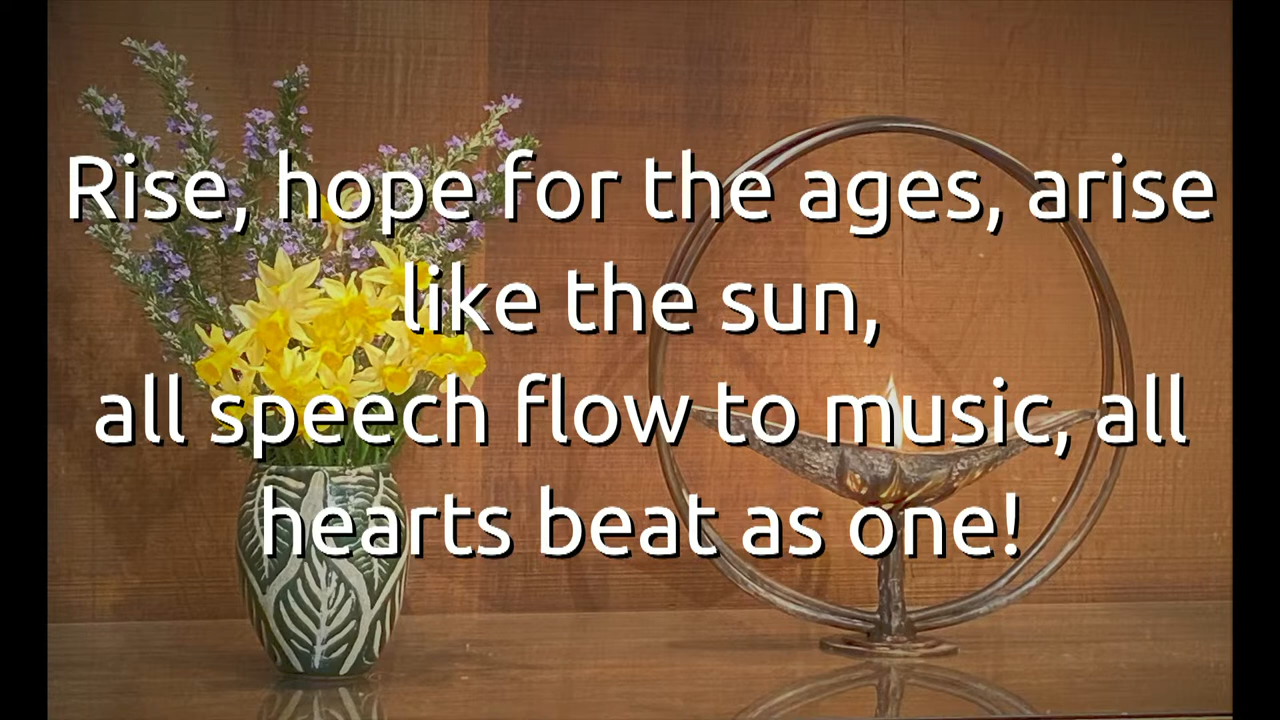 Rise, hope for the ages, arise
like the sun,
all speech flow to music, all
hearts beat as one!